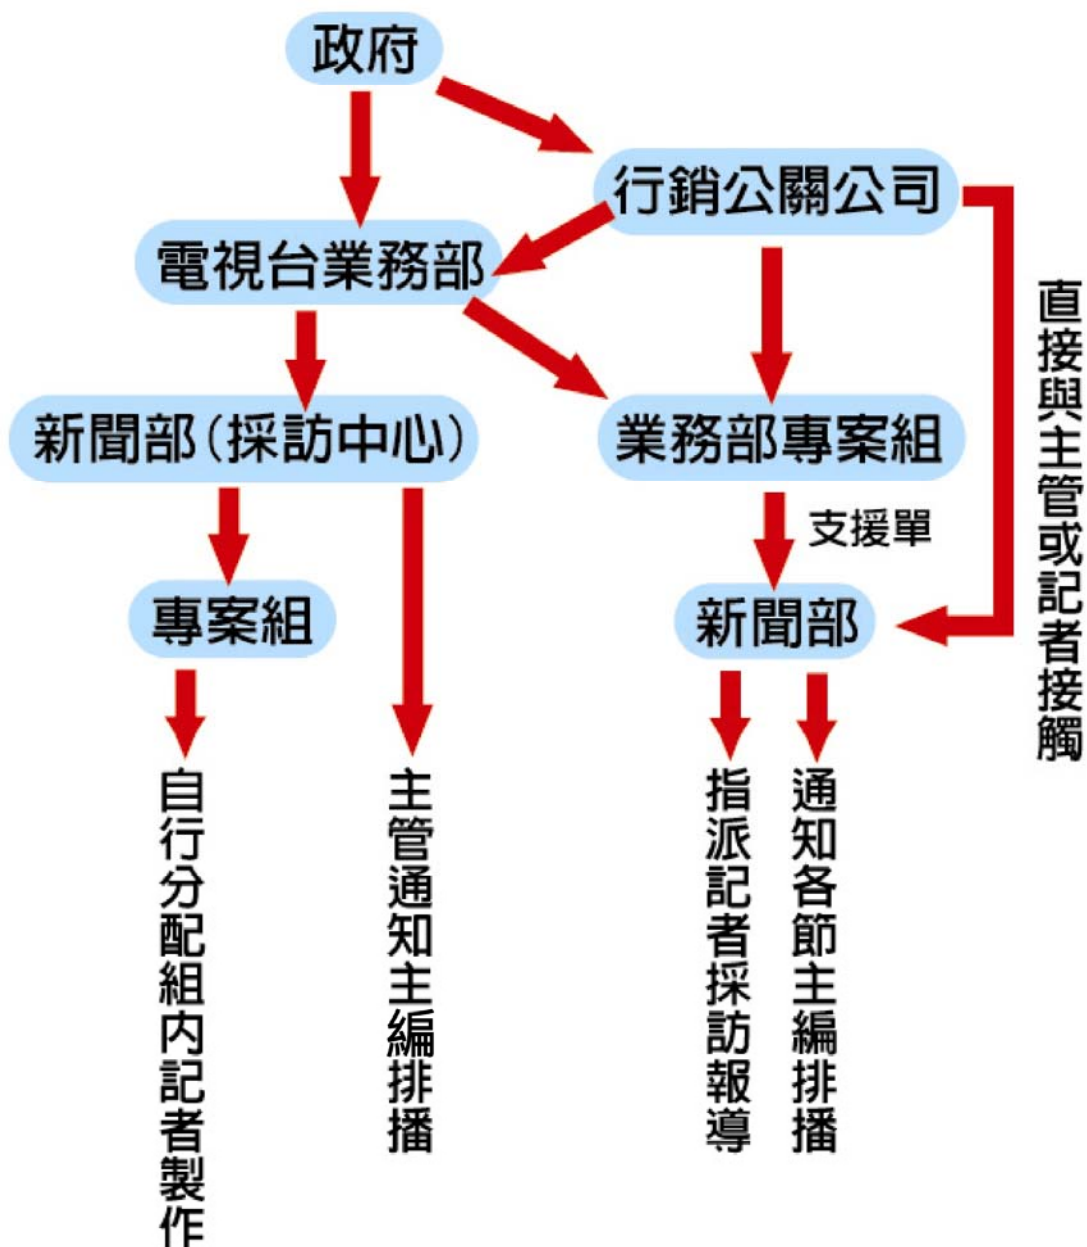 政府
行銷公關公司
電視台業務部
直接與主管或記者接觸
新聞部(採訪中心)
業務部專案組
支援單
專案組
新聞部
自行分配組内記者製作
主管通知主編排播
指派記者採訪報導
通知各節主編排播